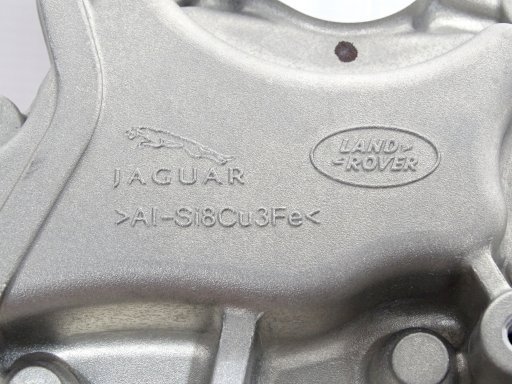 JAGUAR
LAND
ROVER
>Al-Si8Cu3Fe<